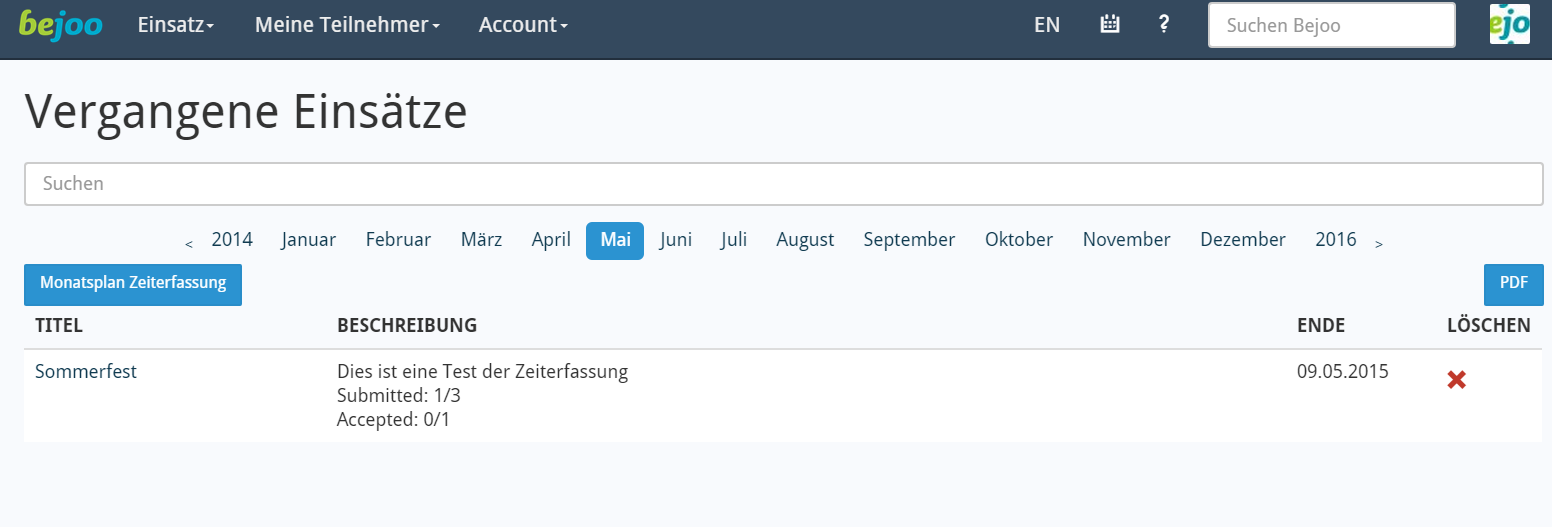 bejoo Einsatz Meine Teilnehmer Account EN ? Suchen Bejoo ejo
Vergangene Einsätze
Suchen
< 2014 Januar Februar März April Mai Juni Juli August September Oktober November Dezember 2016 >
Monatsplan Zeiterfassung PDF
TITEL BESCHREIBUNG ENDE LÖSCHEN
Sommerfest Dies ist eine Test der Zeiterfassung 09.05.2015
Submitted: 1/3
Accepted: 0/1